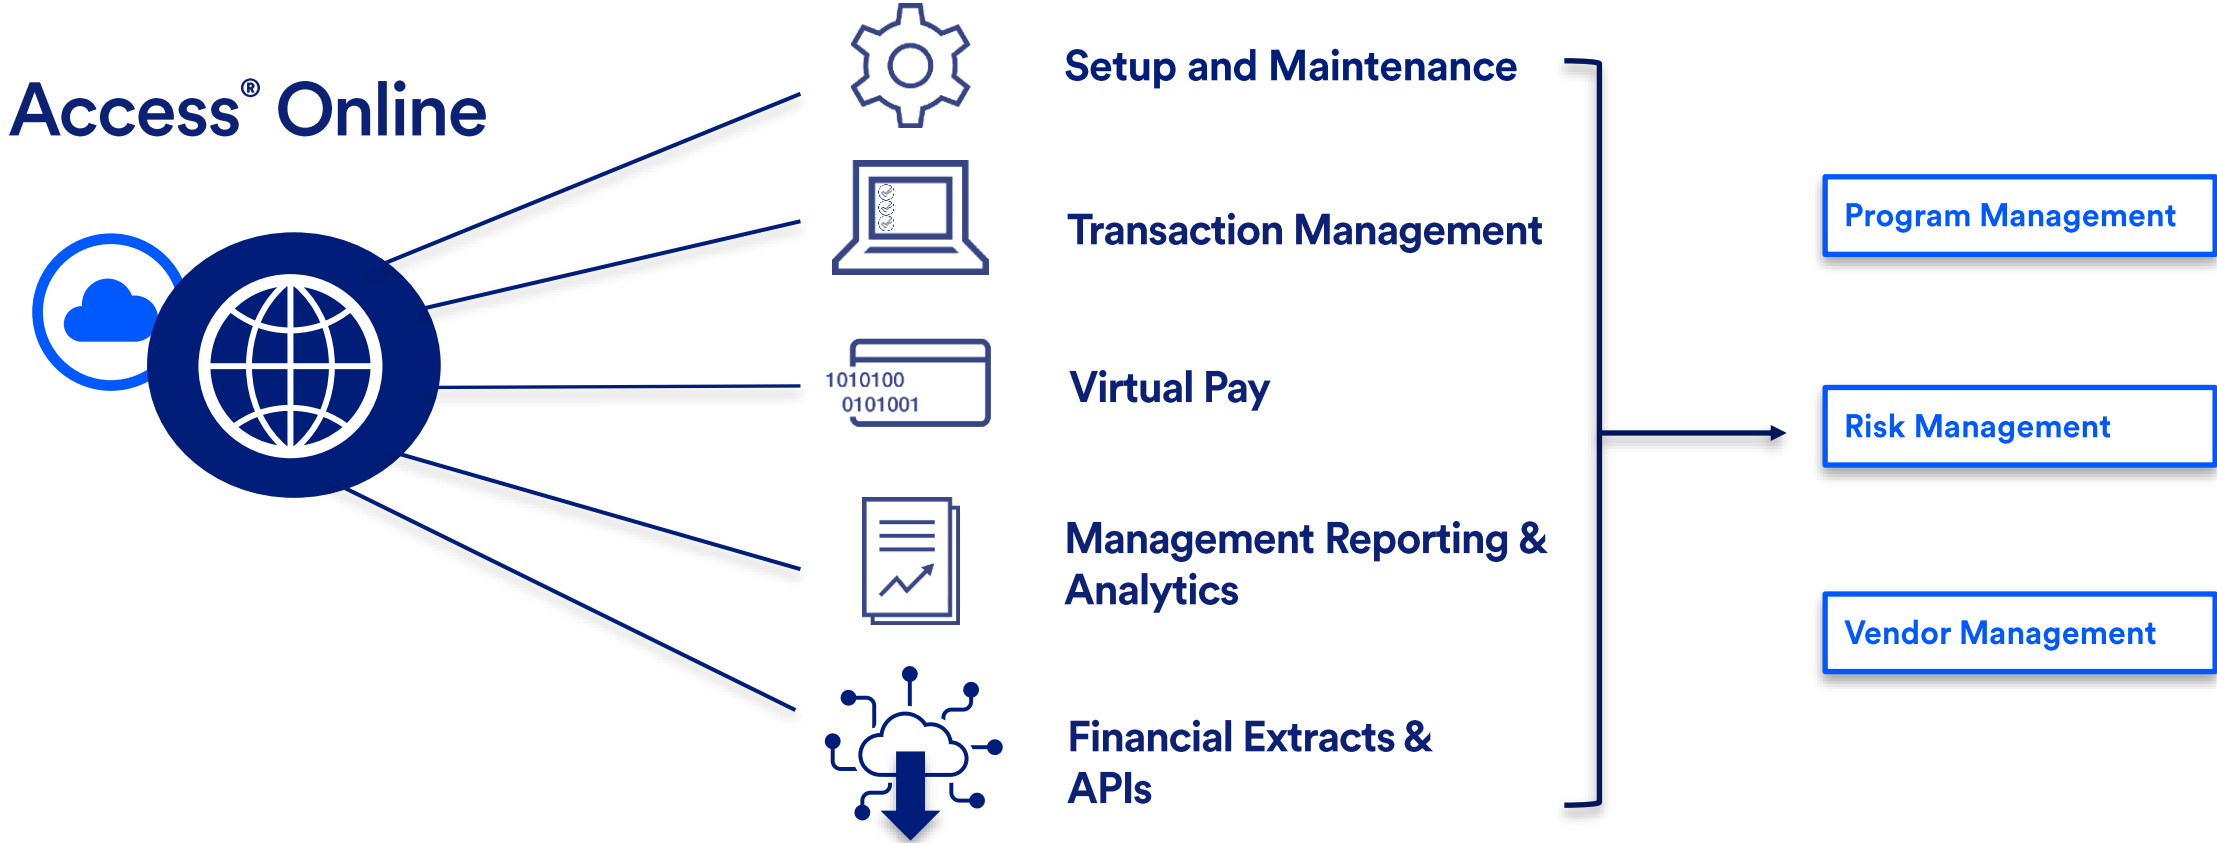 Access® Online
Setup and Maintenance
Transaction Management
1010100
0101001
Virtual Pay
Management Reporting &
Analytics
Financial Extracts &
APIs
Program Management
Risk Management
Vendor Management